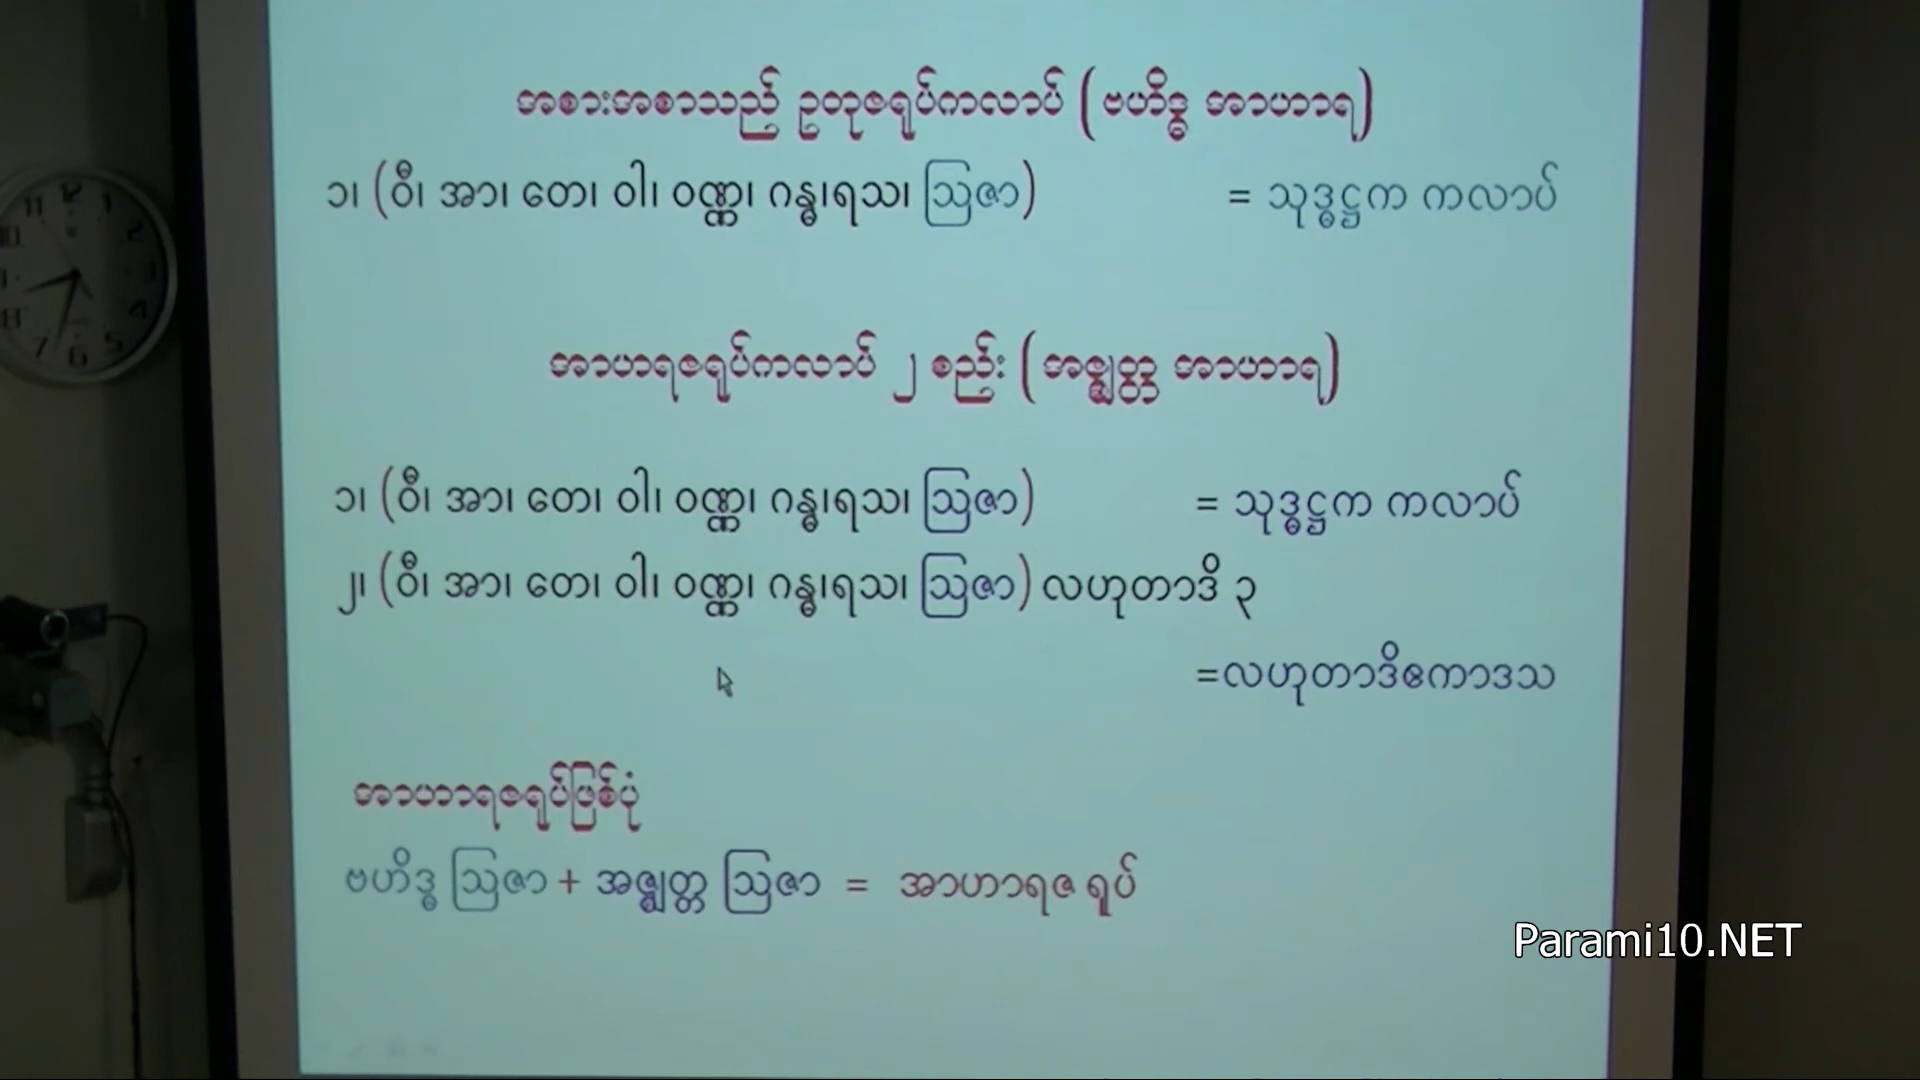 အစားအစာသည် ဥတုဇရုပ်ကလာပ် ( ဗဟိဒ္ဓ အာဟာရ)
၁၊ (ဝီ၊ အာ၊ တေ၊ ဝါ၊ ဝဏ္ဏ၊ ဂန္ဓ၊ရသ၊ ဩဇာ) = သုဒ္ဓဋ္ဌက ကလာပ်
အာဟရဇရုပ်ကလာပ် ၂ စည်း ( အဇ္ဈတ္တ အာဟာရ)
၁၊ (ဝီ၊ အာ၊ တေ၊ ဝါ၊ ဝဏ္ဏ၊ ဂန္ဓ၊ရသ၊ ဩဇာ) = သုဒ္ဓဋ္ဌက ကလာပ်
၂၊ (ဝီ၊ အာ၊ တေ၊ ဝါ၊ ဝဏ္ဏ၊ ဂန္ဓ၊ရသ၊ ဩဇာ) လဟုတာဒိ ၃
=လဟုတာဒိဧကာဒသ
အာဟာရဇရုပ်ဖြစ်ပုံ
ဗဟိဒ္ဓ ဩဇာ + အဇ္ဈတ္တ ဩဇာ = အာဟာရဇ ရုပ်
Parami10.NET